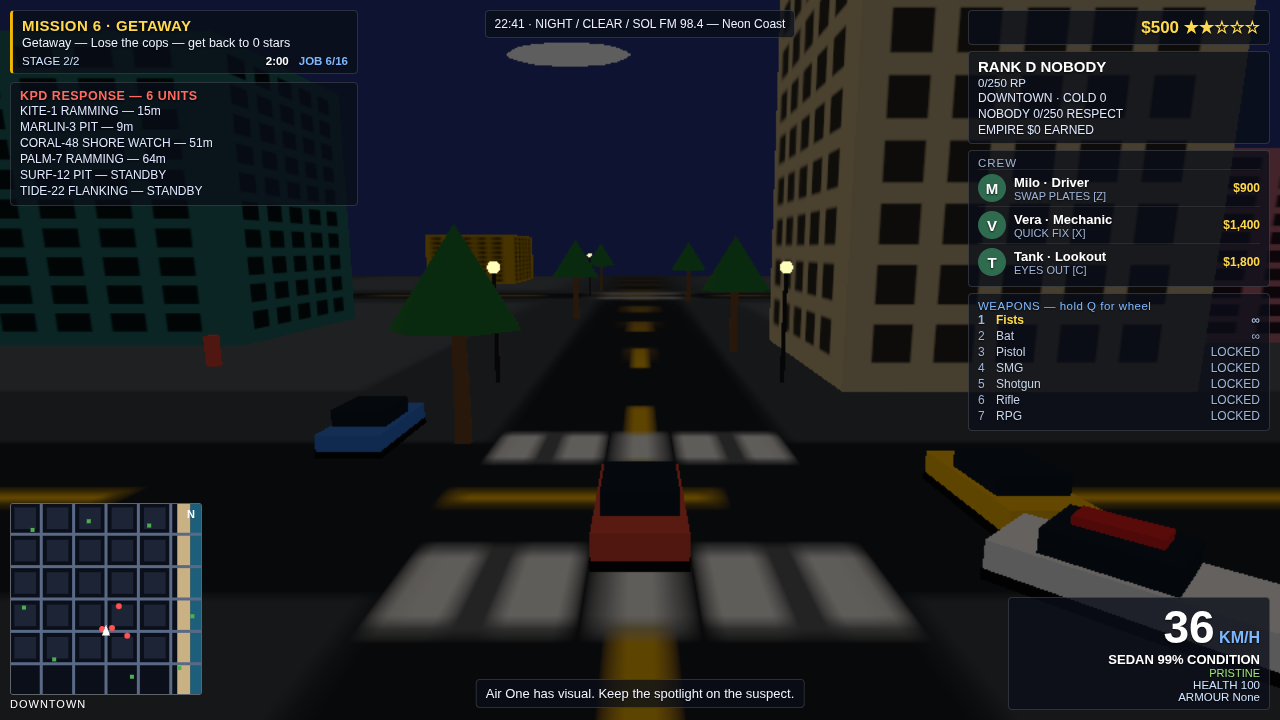 MISSION 6 · GETAWAY
Getaway — Lose the cops — get back to 0 stars
STAGE 2/2 2:00 JOB 6/16
KPD RESPONSE — 6 UNITS
KITE-1 RAMMING — 15m
MARLIN-3 PIT — 9m
CORAL-48 SHORE WATCH — 51m
PALM-7 RAMMING — 64m
SURF-12 PIT — STANDBY
TIDE-22 FLANKING — STANDBY
22:41 · NIGHT / CLEAR / SOL FM 98.4 — Neon Coast
$500 ★★☆☆☆
RANK D NOBODY
0/250 RP
DOWNTOWN · COLD 0
NOBODY 0/250 RESPECT
EMPIRE $0 EARNED
CREW
M Milo · Driver $900
SWAP PLATES [Z]
V Vera · Mechanic $1,400
QUICK FIX [X]
T Tank · Lookout $1,800
EYES OUT [C]
WEAPONS — hold Q for wheel
1 Fists ∞
2 Bat ∞
3 Pistol LOCKED
4 SMG LOCKED
5 Shotgun LOCKED
6 Rifle LOCKED
7 RPG LOCKED
N
DOWNTOWN
Air One has visual. Keep the spotlight on the suspect.
36 KM/H
SEDAN 99% CONDITION
PRISTINE
HEALTH 100
ARMOUR None